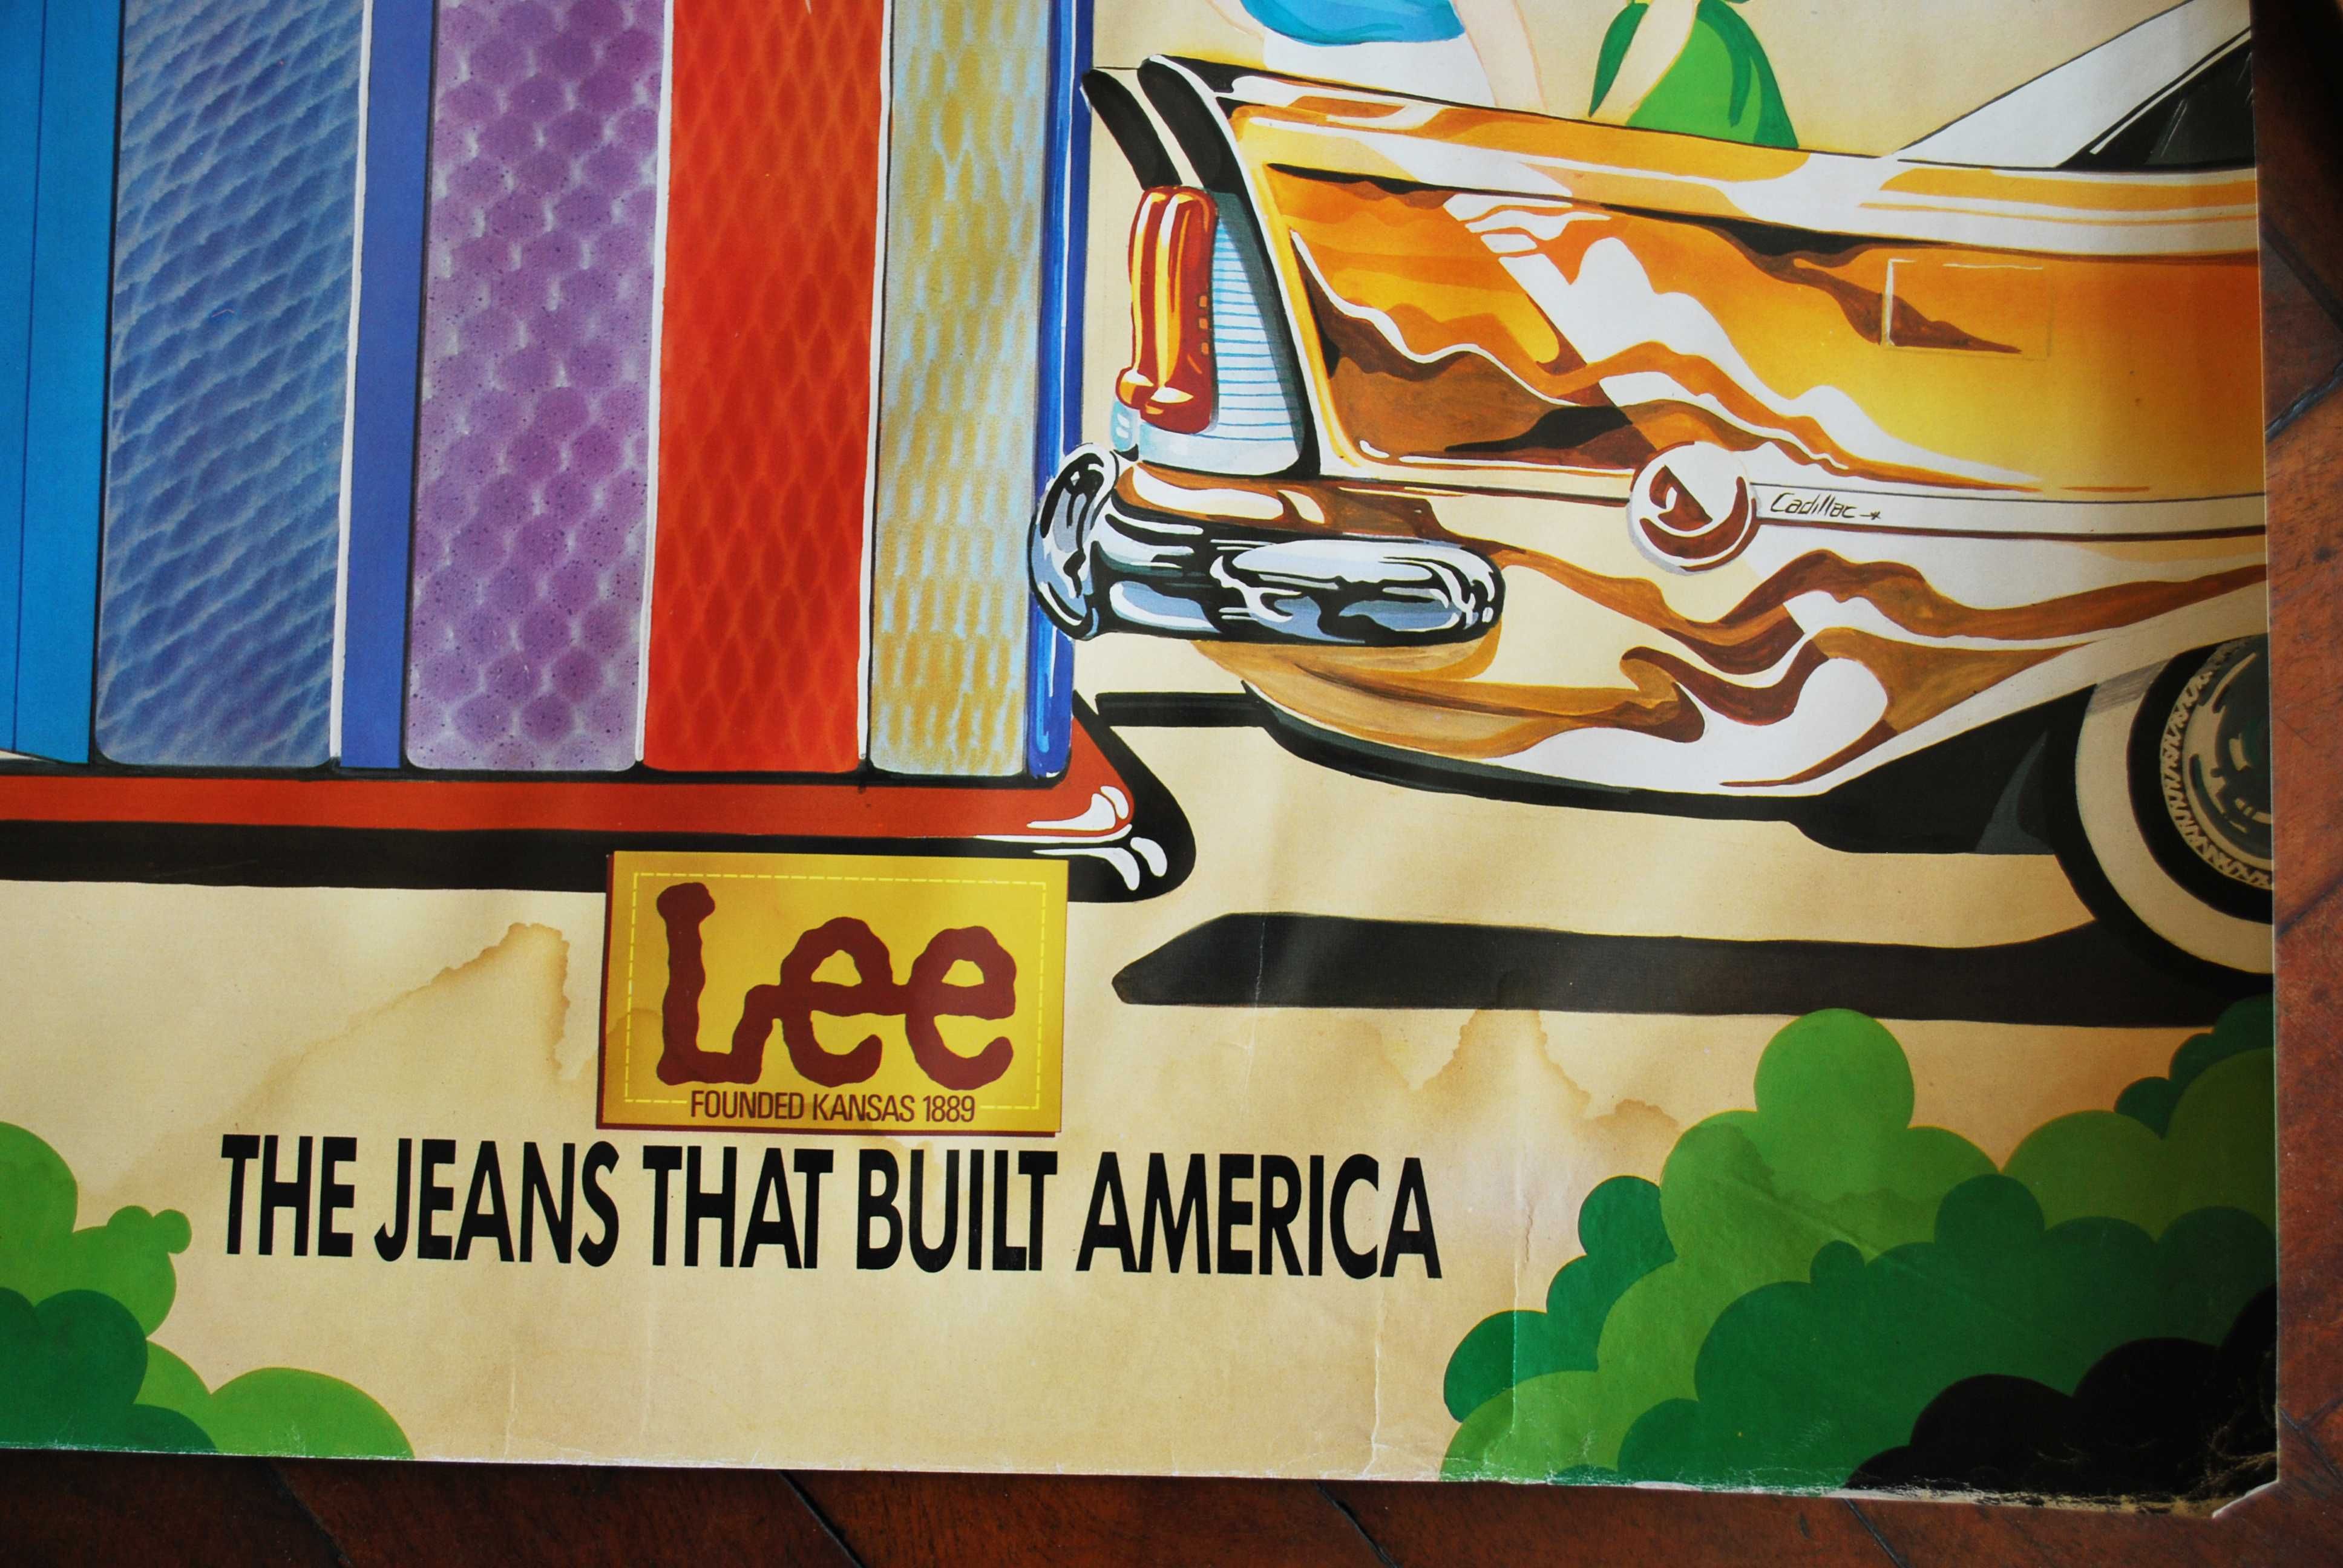 Cadillac
Lee
FOUNDED KANSAS 1889
THE JEANS THAT BUILT AMERICA